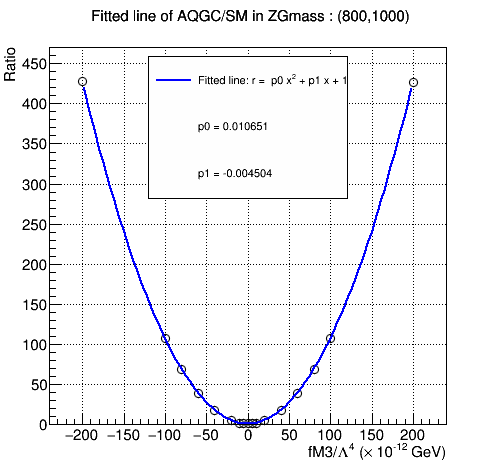 Fitted line of AQGC/SM in ZGmass : (800,1000)
Ratio
450
400
350
300
250
200
150
100
50
0
Fitted line: r = p0 x² + p1 x + 1
p0 = 0.010651
p1 = -0.004504
−200 −150 −100 −50 0 50 100 150 200
fM3/Λ⁴ (× 10⁻¹² GeV)